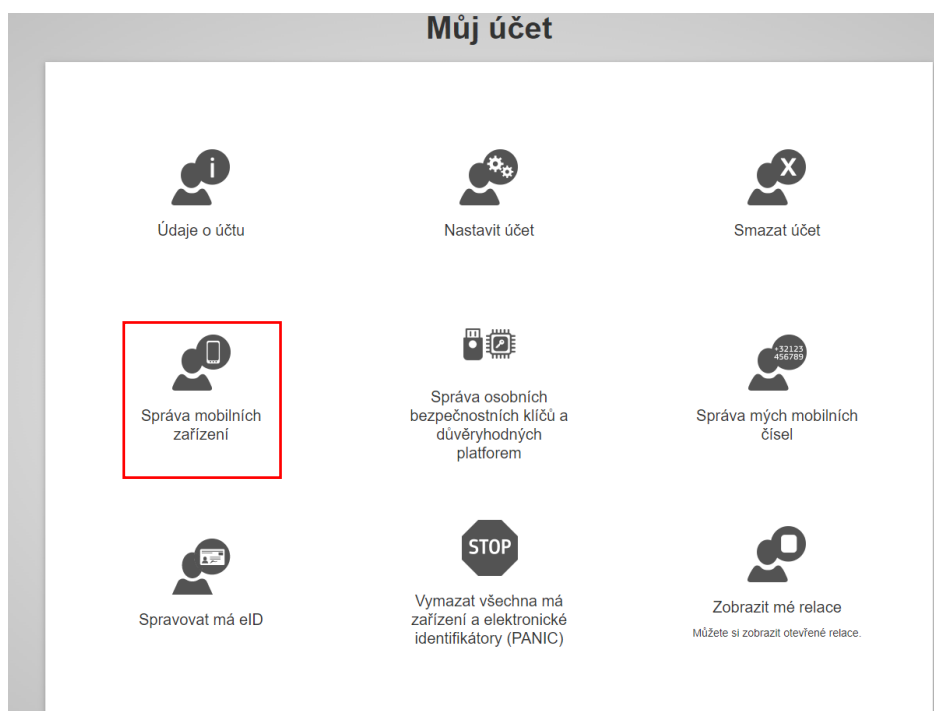 Můj účet
i
X
Údaje o účtu
Nastavit účet
Smazat účet
+32123
456789
Správa mobilních
zařízení
Správa osobních
bezpečnostních klíčů a
důvěryhodných
platforem
Správa mých mobilních
čísel
STOP
Spravovat má eID
Vymazat všechna má
zařízení a elektronické
identifikátory (PANIC)
Zobrazit mé relace
Můžete si zobrazit otevřené relace.